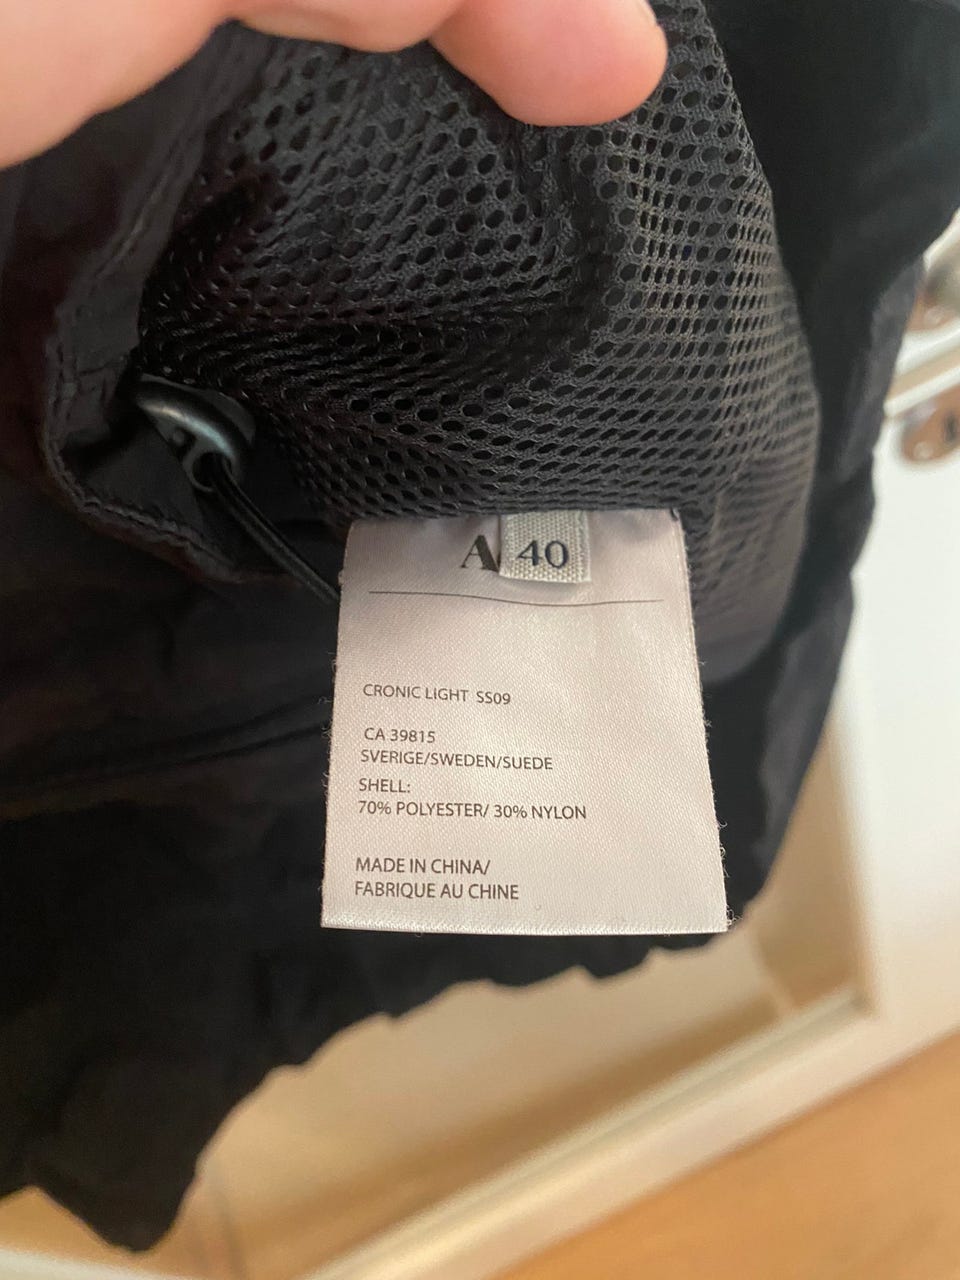 A 40
CRONIC LIGHT SS09
CA 39815
SVERIGE/SWEDEN/SUEDE
SHELL:
70% POLYESTER/ 30% NYLON
MADE IN CHINA/
FABRIQUE AU CHINE